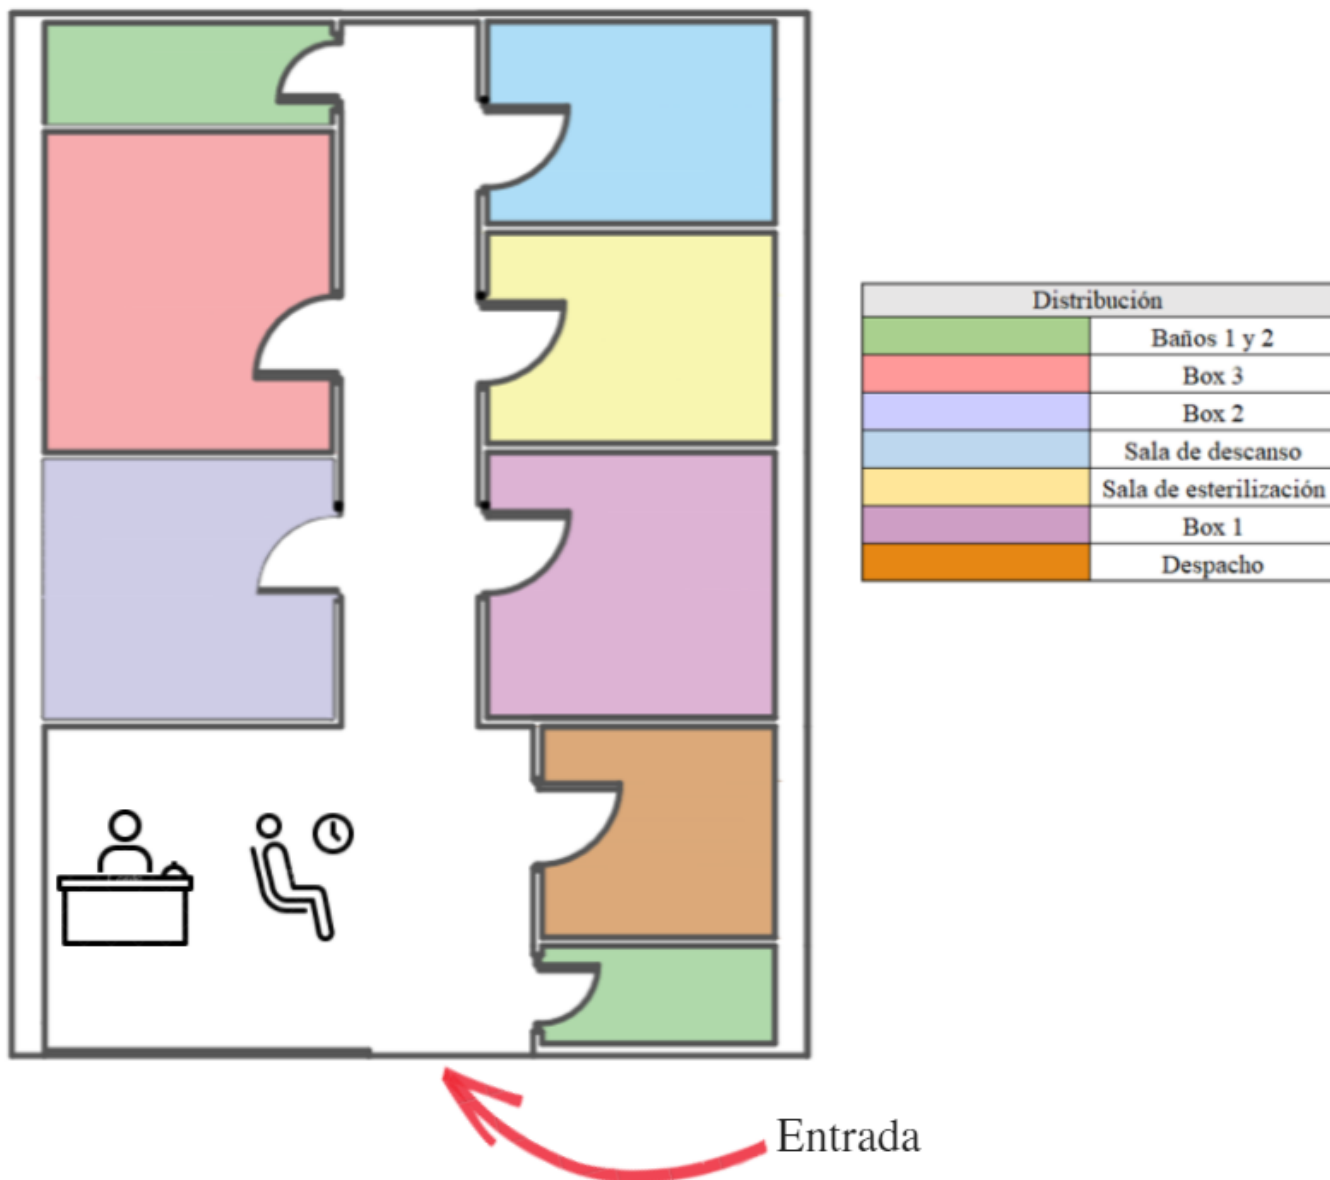 Distribución
Baños 1 y 2
Box 3
Box 2
Sala de descanso
Sala de esterilización
Box 1
Despacho
Entrada